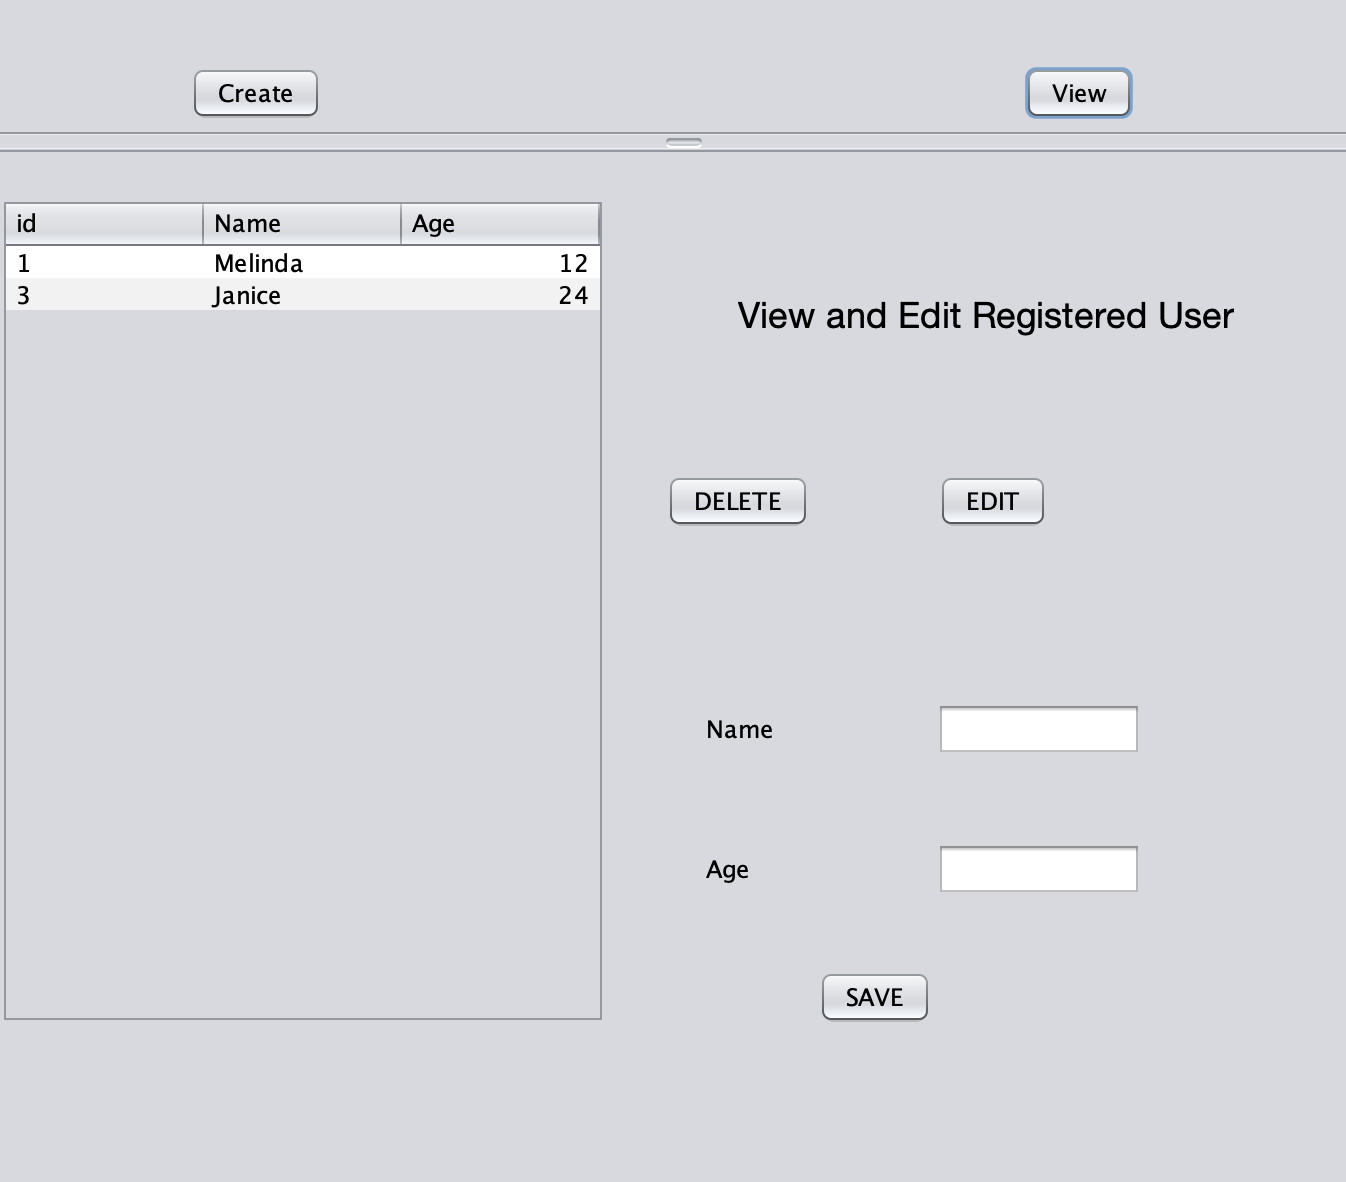 Create View
id Name Age
1 Melinda 12
3 Janice 24
View and Edit Registered User
DELETE EDIT
Name
Age
SAVE